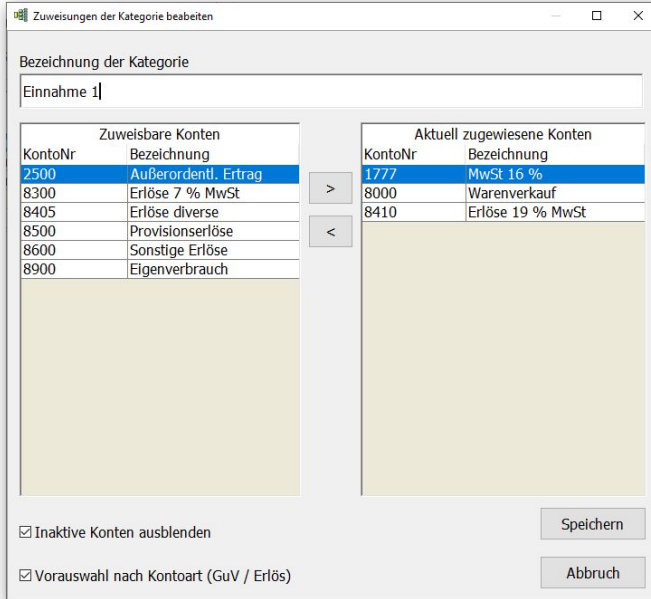 Zuweisungen der Kategorie beabeiten
Bezeichnung der Kategorie
Einnahme 1
Zuweisbare Konten
KontoNr Bezeichnung
2500 Außerordentl. Ertrag
8300 Erlöse 7 % MwSt
8405 Erlöse diverse
8500 Provisionserlöse
8600 Sonstige Erlöse
8900 Eigenverbrauch
>
<
Aktuell zugewiesene Konten
KontoNr Bezeichnung
1777 MwSt 16 %
8000 Warenverkauf
8410 Erlöse 19 % MwSt
Inaktive Konten ausblenden
Vorauswahl nach Kontoart (GuV / Erlös)
Speichern
Abbruch